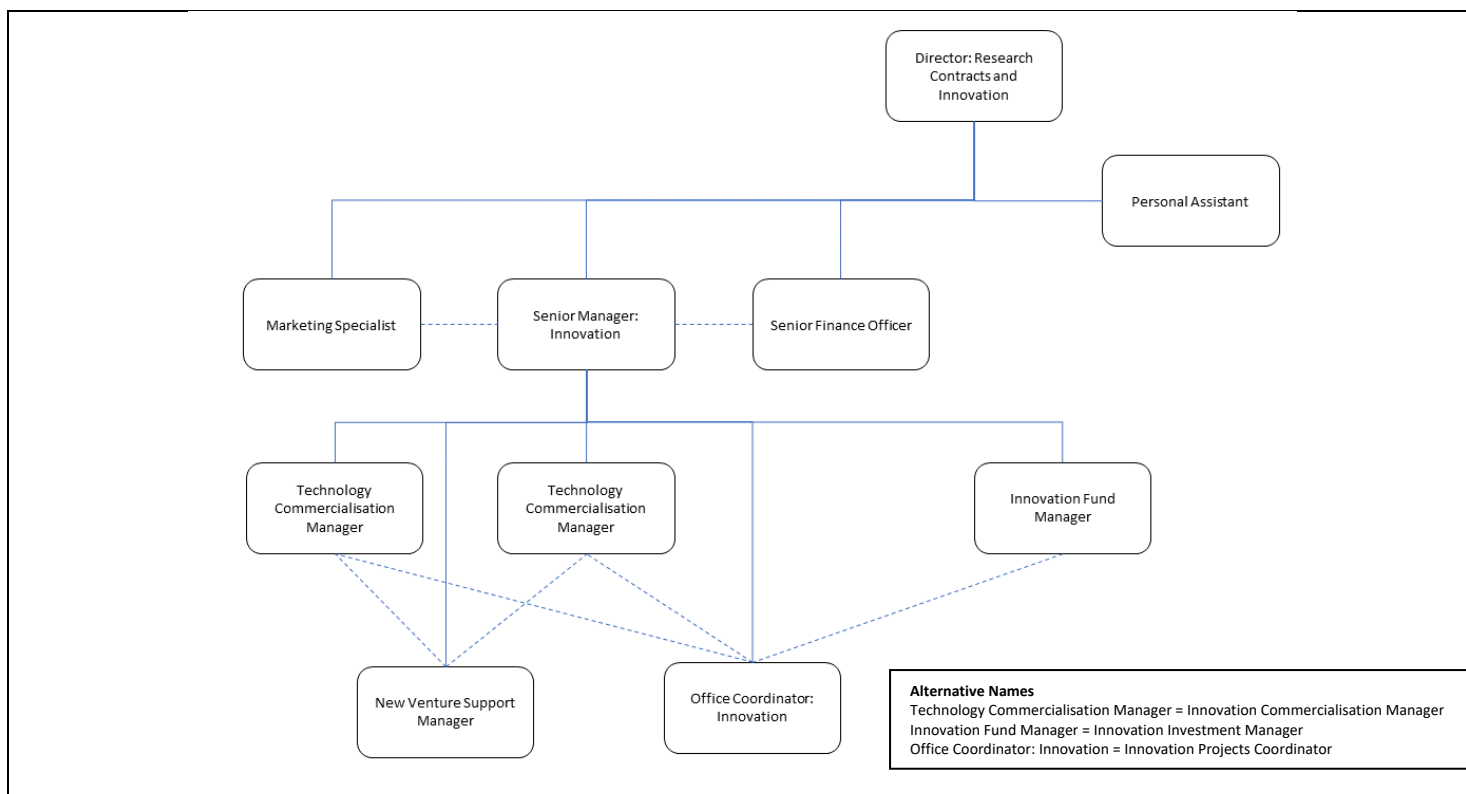 Director: Research
Contracts and
Innovation
Personal Assistant
Marketing Specialist
Senior Manager:
Innovation
Senior Finance Officer
Technology
Commercialisation
Manager
Technology
Commercialisation
Manager
Innovation Fund
Manager
New Venture Support
Manager
Office Coordinator:
Innovation
Alternative Names
Technology Commercialisation Manager = Innovation Commercialisation Manager
Innovation Fund Manager = Innovation Investment Manager
Office Coordinator: Innovation = Innovation Projects Coordinator